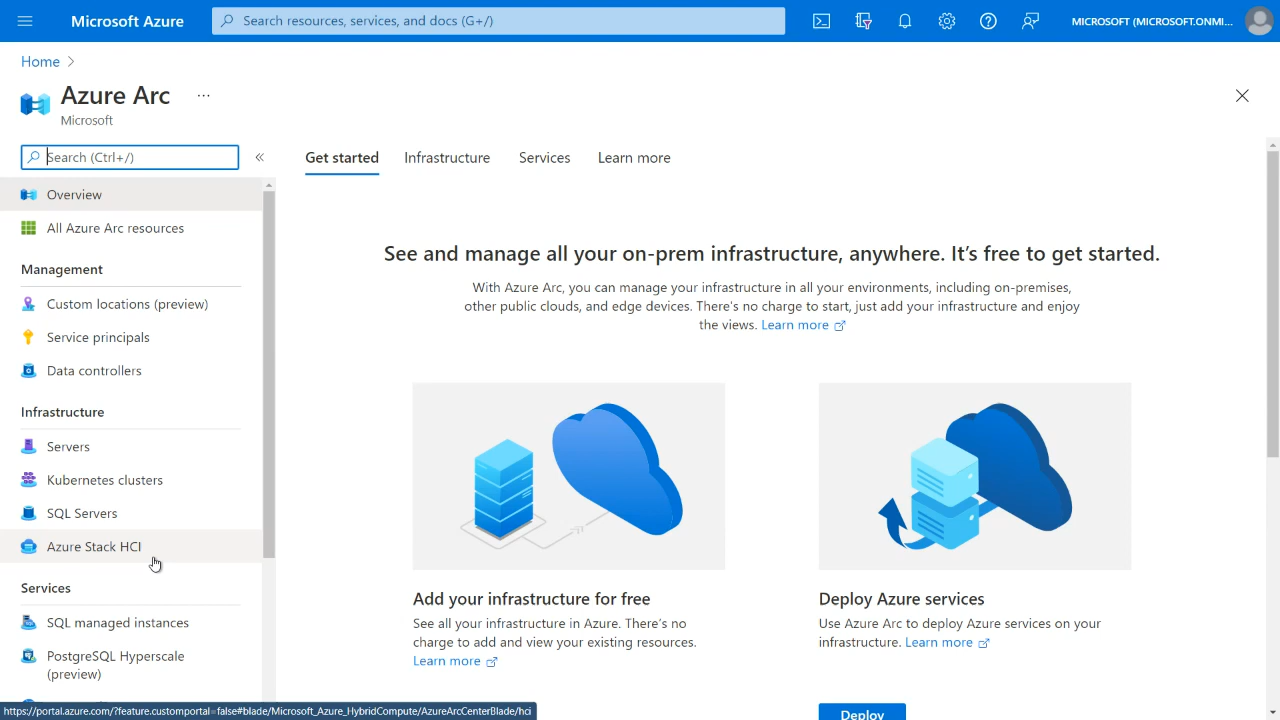 Microsoft Azure
Search resources, services, and docs (G+/)
MICROSOFT (MICROSOFT.ONMI...
Home
Azure Arc
...
Microsoft
Search (Ctrl+/)
«
Overview
All Azure Arc resources
Management
Custom locations (preview)
Service principals
Data controllers
Infrastructure
Servers
Kubernetes clusters
SQL Servers
Azure Stack HCI
Services
SQL managed instances
PostgreSQL Hyperscale
(preview)
Get started
Infrastructure
Services
Learn more
See and manage all your on-prem infrastructure, anywhere. It's free to get started.
With Azure Arc, you can manage your infrastructure in all your environments, including on-premises,
other public clouds, and edge devices. There's no charge to start, just add your infrastructure and enjoy
the views. Learn more
Add your infrastructure for free
See all your infrastructure in Azure. There's no
charge to add and view your existing resources.
Learn more
Deploy Azure services
Use Azure Arc to deploy Azure services on your
infrastructure. Learn more
Deploy
https://portal.azure.com/?feature.customportal=false#blade/Microsoft_Azure_HybridCompute/AzureArcCenterBlade/hci